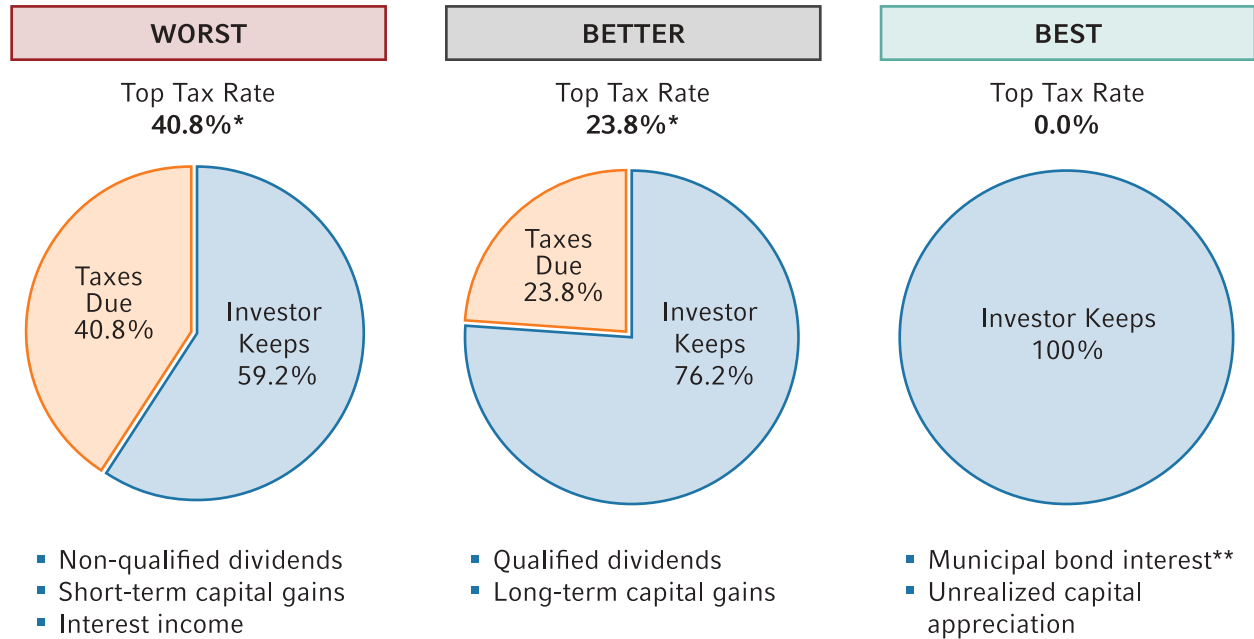 WORST
Top Tax Rate
40.8%*
Taxes
Due
40.8%
Investor
Keeps
59.2%
▪ Non-qualified dividends
▪ Short-term capital gains
▪ Interest income
BETTER
Top Tax Rate
23.8%*
Taxes
Due
23.8%
Investor
Keeps
76.2%
▪ Qualified dividends
▪ Long-term capital gains
BEST
Top Tax Rate
0.0%
Investor Keeps
100%
▪ Municipal bond interest**
▪ Unrealized capital
appreciation